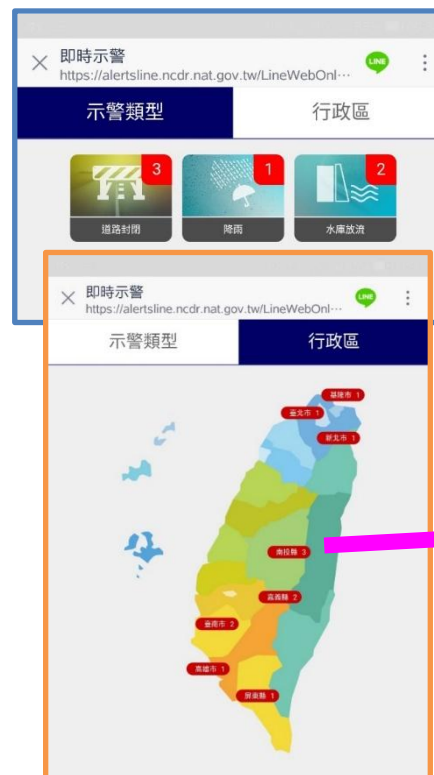 即時示警
https://alertsline.ncdr.nat.gov.tw/LineWebOnl…
LINE
示警類型
行政區
3
1
2
道路封閉
降雨
水庫放流
即時示警
https://alertsline.ncdr.nat.gov.tw/LineWebOnl…
LINE
示警類型
行政區
基隆市 1
臺北市 1
新北市 1
南投縣 3
嘉義縣 2
臺南市 2
高雄市 1
屏東縣 1